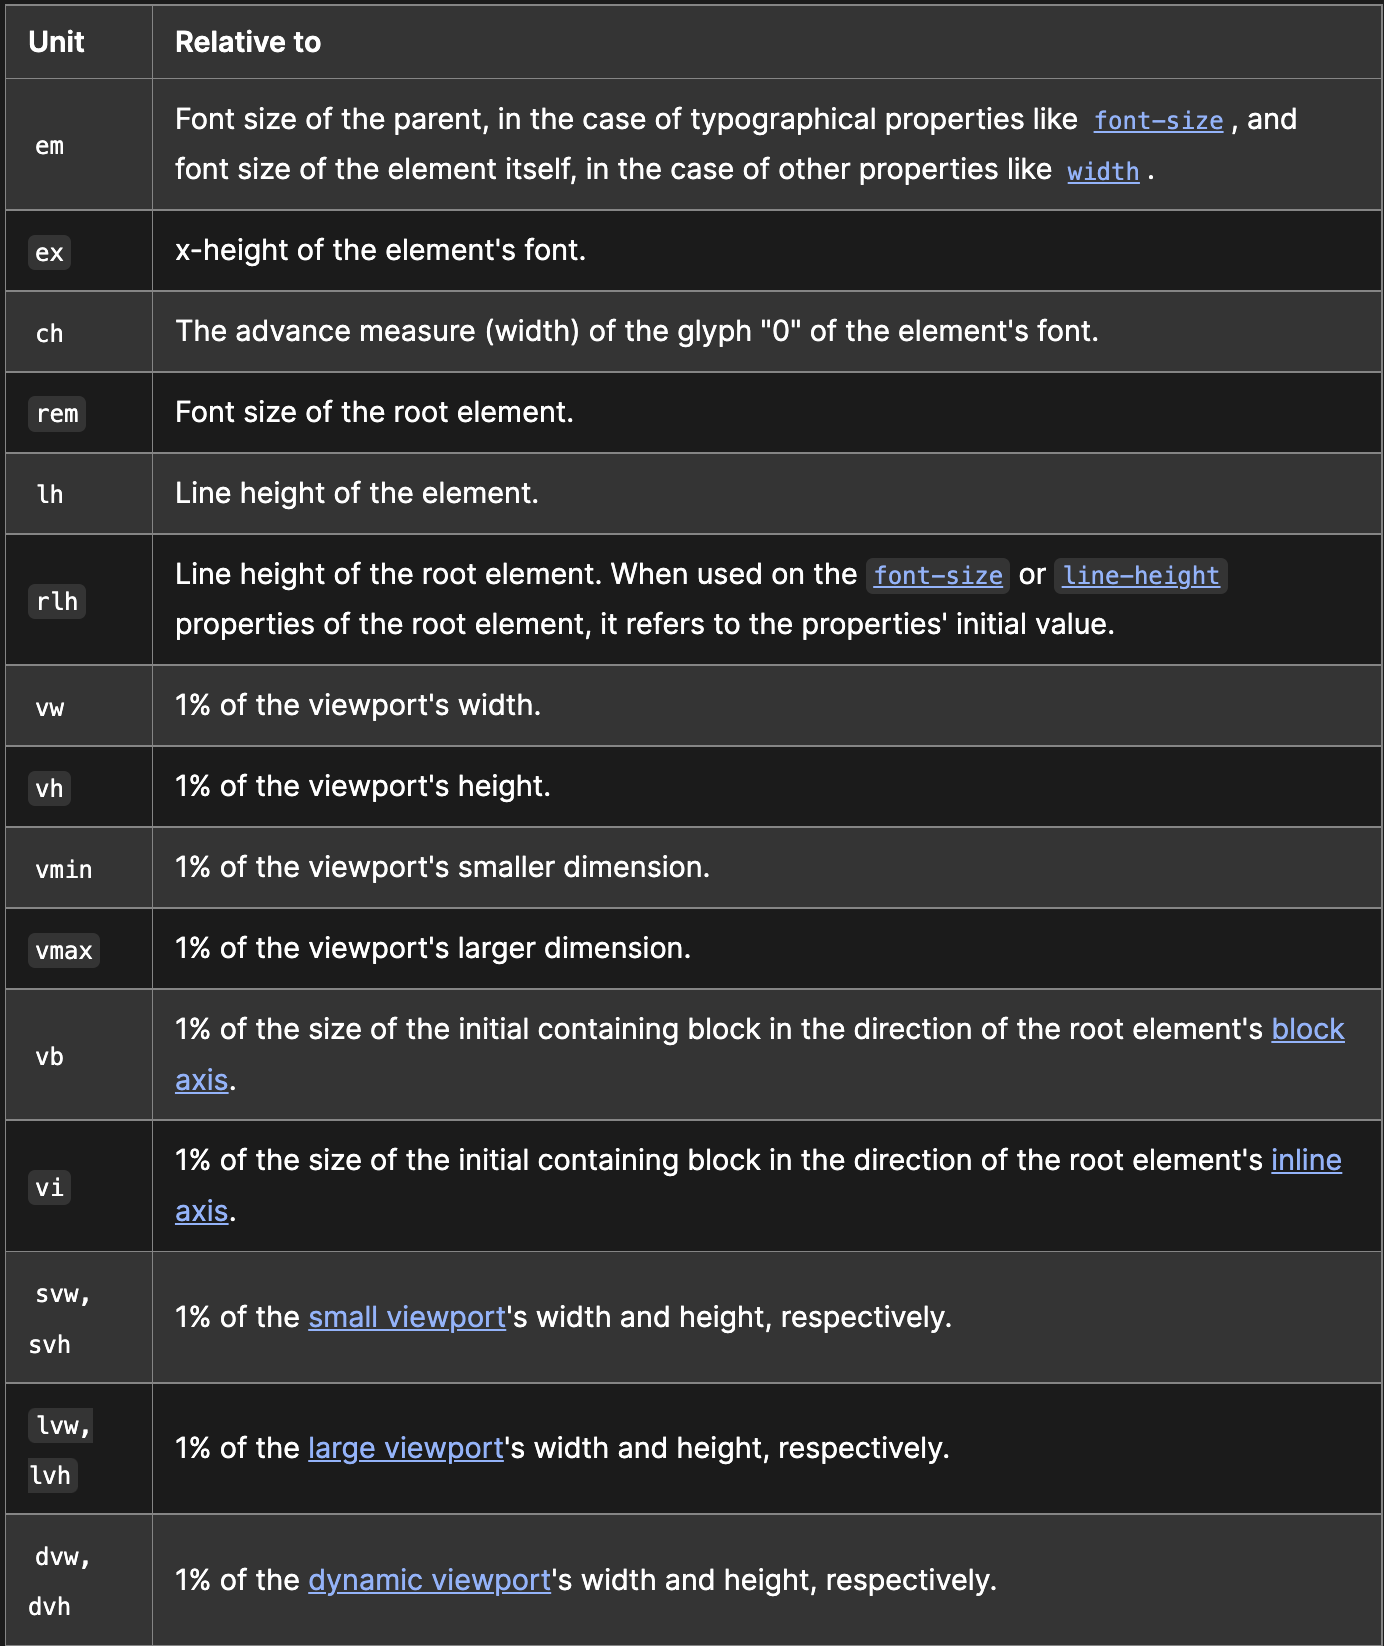 Unit Relative to
em Font size of the parent, in the case of typographical properties like font-size , and
font size of the element itself, in the case of other properties like width .
ex x-height of the element's font.
ch The advance measure (width) of the glyph "0" of the element's font.
rem Font size of the root element.
lh Line height of the element.
rlh Line height of the root element. When used on the font-size or line-height
properties of the root element, it refers to the properties' initial value.
vw 1% of the viewport's width.
vh 1% of the viewport's height.
vmin 1% of the viewport's smaller dimension.
vmax 1% of the viewport's larger dimension.
vb 1% of the size of the initial containing block in the direction of the root element's block
axis.
vi 1% of the size of the initial containing block in the direction of the root element's inline
axis.
svw,
svh 1% of the small viewport's width and height, respectively.
lvw,
lvh 1% of the large viewport's width and height, respectively.
dvw,
dvh 1% of the dynamic viewport's width and height, respectively.